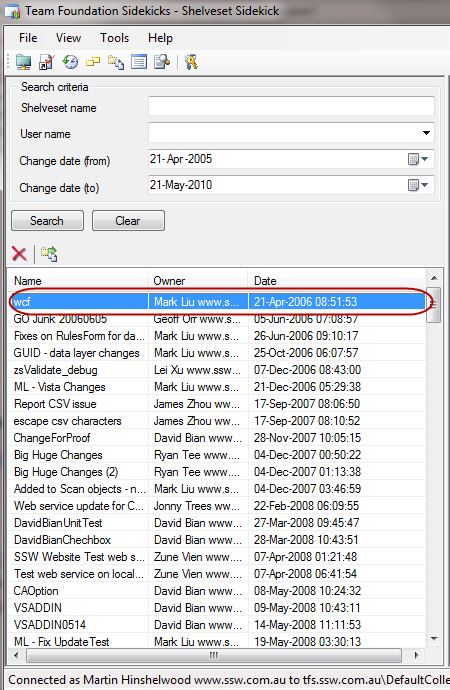 Team Foundation Sidekicks - Shelveset Sidekick
File View Tools Help
Search criteria
Shelveset name
User name
Change date (from) 21-Apr-2005
Change date (to) 21-May-2010
Search Clear
Name Owner Date
wcf Mark Liu www.s... 21-Apr-2006 08:51:53
GO Junk 20060605 Geoff Orr www.s... 05-Jun-2006 07:08:57
Fixes on RulesForm for da... Mark Liu www.s... 26-Jun-2006 09:10:17
GUID - data layer changes Mark Liu www.s... 25-Oct-2006 06:07:57
zsValidate_debug Lei Xu www.ssw... 07-Dec-2006 08:43:00
ML - Vista Changes Mark Liu www.s... 21-Dec-2006 05:29:38
Report CSV issue James Zhou ww... 17-Sep-2007 08:06:50
escape csv characters James Zhou ww... 17-Sep-2007 08:10:52
ChangeForProof David Bian www... 28-Nov-2007 10:05:15
Big Huge Changes Ryan Tee www.... 04-Dec-2007 00:50:22
Big Huge Changes (2) Ryan Tee www.... 04-Dec-2007 01:13:38
Added to Scan objects - n... Mark Liu www.s... 04-Dec-2007 03:46:59
Web service update for C... Jonny Trees ww... 22-Feb-2008 06:09:55
DavidBianUnitTest David Bian www... 27-Mar-2008 09:45:47
DavidBianChechbox David Bian www... 28-Mar-2008 10:43:51
SSW Website Test web s... Zune Vien www.... 07-Apr-2008 01:21:48
Test web service on local... Zune Vien www.... 07-Apr-2008 06:41:54
CAOption David Bian www... 08-May-2008 10:24:32
VSADDIN David Bian www... 09-May-2008 10:43:11
VSADDIN0514 David Bian www... 14-May-2008 11:11:53
ML - Fix UpdateTest Mark Liu www.s... 19-May-2008 03:30:13
Connected as Martin Hinshelwood www.ssw.com.au to tfs.ssw.com.au\DefaultColle